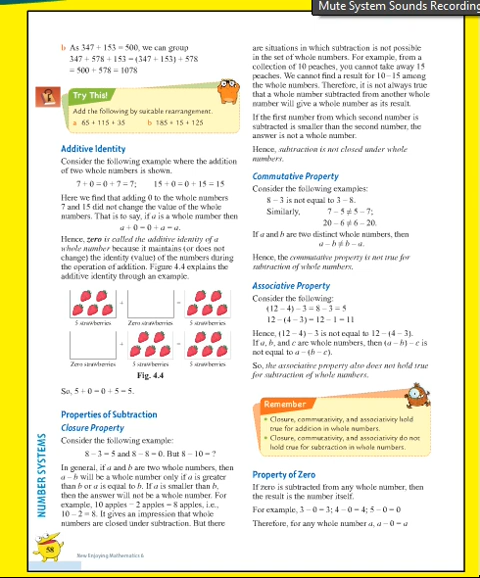 Mute System Sounds Recording
b As 347 + 153 = 500, we can group
347 + 578 + 153 = (347 + 153) + 578
= 500 + 578 = 1078
Try This!
Add the following by suitable rearrangement.
a 65 + 115 + 35 b 185 + 15 + 125
Additive Identity
Consider the following example where the addition
of two whole numbers is shown.
7 + 0 = 0 + 7 = 7; 15 + 0 = 0 + 15 = 15
Here we find that adding 0 to the whole numbers
7 and 15 did not change the value of the whole
numbers. That is to say, if a is a whole number then
a + 0 = 0 + a = a.
Hence, zero is called the additive identity of a
whole number because it maintains (or does not
change) the identity (value) of the numbers during
the operation of addition. Figure 4.4 explains the
additive identity through an example.
+ =
5 strawberries Zero strawberries 5 strawberries
+ =
Zero strawberries 5 strawberries 5 strawberries
Fig. 4.4
So, 5 + 0 = 0 + 5 = 5.
Properties of Subtraction
Closure Property
Consider the following example:
8 – 3 = 5 and 8 – 8 = 0. But 8 – 10 = ?
In general, if a and b are two whole numbers, then
a – b will be a whole number only if a is greater
than b or a is equal to b. If a is smaller than b,
then the answer will not be a whole number. For
example, 10 apples – 2 apples = 8 apples, i.e.,
10 – 2 = 8. It gives an impression that whole
numbers are closed under subtraction. But there
are situations in which subtraction is not possible
in the set of whole numbers. For example, from a
collection of 10 peaches, you cannot take away 15
peaches. We cannot find a result for 10 – 15 among
the whole numbers. Therefore, it is not always true
that a whole number subtracted from another whole
number will give a whole number as its result.
If the first number from which second number is
subtracted is smaller than the second number, the
answer is not a whole number.
Hence, subtraction is not closed under whole
numbers.
Commutative Property
Consider the following examples:
8 – 3 is not equal to 3 – 8.
Similarly, 7 – 5 ≠ 5 – 7;
20 – 6 ≠ 6 – 20.
If a and b are two distinct whole numbers, then
a – b ≠ b – a.
Hence, the commutative property is not true for
subtraction of whole numbers.
Associative Property
Consider the following:
(12 – 4) – 3 = 8 – 3 = 5
12 – (4 – 3) = 12 – 1 = 11
Hence, (12 – 4) – 3 is not equal to 12 – (4 – 3).
If a, b, and c are whole numbers, then (a – b) – c is
not equal to a – (b – c).
So, the associative property also does not hold true
for subtraction of whole numbers.
Remember
• Closure, commutativity, and associativity hold
true for addition in whole numbers.
• Closure, commutativity, and associativity do not
hold true for subtraction in whole numbers.
Property of Zero
If zero is subtracted from any whole number, then
the result is the number itself.
For example, 3 – 0 = 3; 4 – 0 = 4; 5 – 0 = 0
Therefore, for any whole number a, a – 0 = a
NUMBER SYSTEMS
58
New Enjoying Mathematics 6